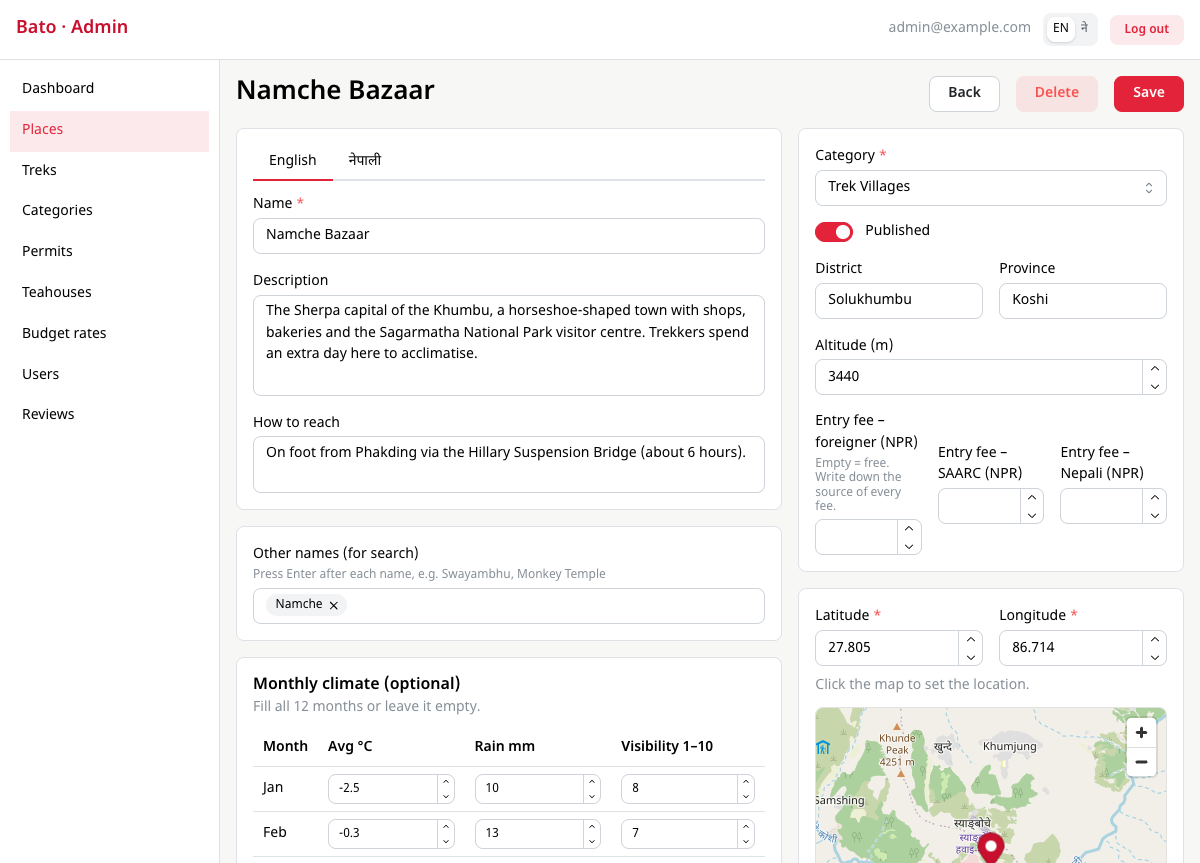 Bato · Admin
admin@example.com
EN
ने
Log out
Dashboard
Places
Treks
Categories
Permits
Teahouses
Budget rates
Users
Reviews
Namche Bazaar
Back
Delete
Save
English
नेपाली
Name *
Namche Bazaar
Description
The Sherpa capital of the Khumbu, a horseshoe-shaped town with shops,
bakeries and the Sagarmatha National Park visitor centre. Trekkers spend
an extra day here to acclimatise.
How to reach
On foot from Phakding via the Hillary Suspension Bridge (about 6 hours).
Other names (for search)
Press Enter after each name, e.g. Swayambhu, Monkey Temple
Namche
Monthly climate (optional)
Fill all 12 months or leave it empty.
Month Avg °C Rain mm Visibility 1–10
Jan -2.5 10 8
Feb -0.3 13 7
Category *
Trek Villages
Published
District Province
Solukhumbu Koshi
Altitude (m)
3440
Entry fee –
foreigner (NPR)
Empty = free.
Write down the
source of every
fee.
Entry fee –
SAARC (NPR)
Entry fee –
Nepali (NPR)
Latitude * Longitude *
27.805 86.714
Click the map to set the location.
Khunde
Peak
4251 m
खुन्दे
Khumjung
Samshing
स्याङ्बोचे